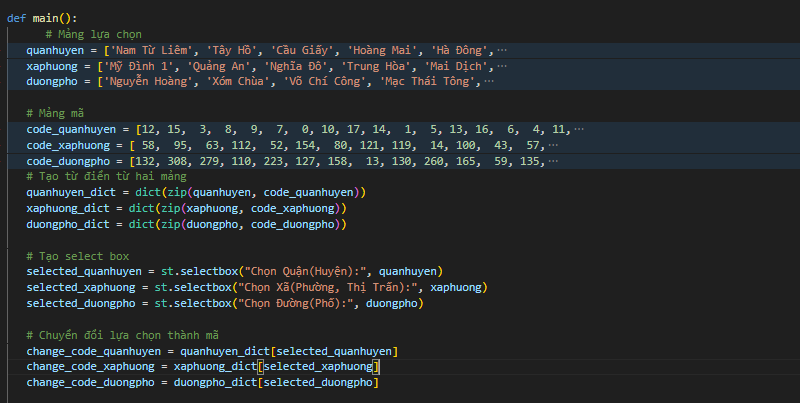 def main():
# Mảng lựa chọn
quanhuyen = ['Nam Từ Liêm', 'Tây Hồ', 'Cầu Giấy', 'Hoàng Mai', 'Hà Đông',...
xaphuong = ['Mỹ Đình 1', 'Quảng An', 'Nghĩa Đô', 'Trung Hòa', 'Mai Dịch',...
duongpho = ['Nguyễn Hoàng', 'Xóm Chùa', 'Võ Chí Công', 'Mạc Thái Tông',...
# Mảng mã
code_quanhuyen = [12, 15, 3, 8, 9, 7, 0, 10, 17, 14, 1, 5, 13, 16, 6, 4, 11,...
code_xaphuong = [ 58, 95, 63, 112, 52, 154, 80, 121, 119, 14, 100, 43, 57,...
code_duongpho = [132, 308, 279, 110, 223, 127, 158, 13, 130, 260, 165, 59, 135,...
# Tạo từ điển từ hai mảng
quanhuyen_dict = dict(zip(quanhuyen, code_quanhuyen))
xaphuong_dict = dict(zip(xaphuong, code_xaphuong))
duongpho_dict = dict(zip(duongpho, code_duongpho))
# Tạo select box
selected_quanhuyen = st.selectbox("Chọn Quận(Huyện):", quanhuyen)
selected_xaphuong = st.selectbox("Chọn Xã(Phường, Thị Trấn):", xaphuong)
selected_duongpho = st.selectbox("Chọn Đường(Phố):", duongpho)
# Chuyển đổi lựa chọn thành mã
change_code_quanhuyen = quanhuyen_dict[selected_quanhuyen]
change_code_xaphuong = xaphuong_dict[selected_xaphuong]
change_code_duongpho = duongpho_dict[selected_duongpho]